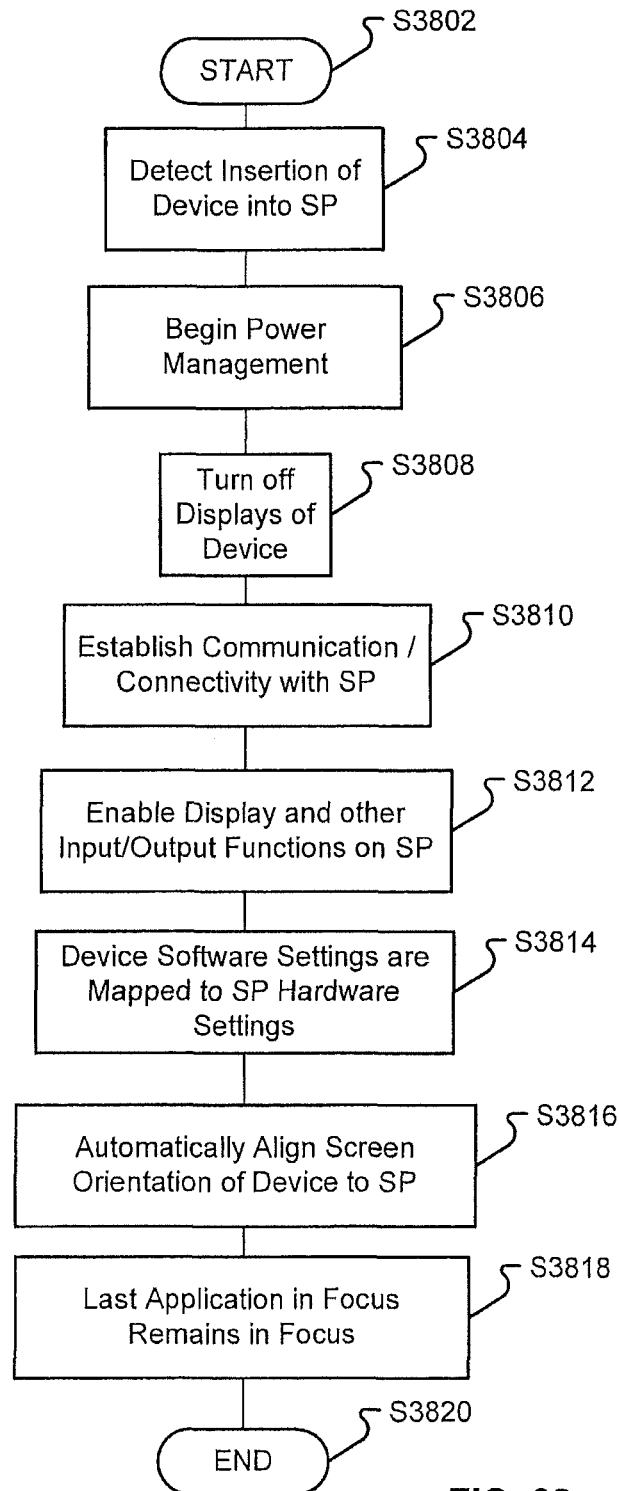 S3802
START
S3804
Detect Insertion of
Device into SP
S3806
Begin Power
Management
S3808
Turn off
Displays of
Device
S3810
Establish Communication /
Connectivity with SP
S3812
Enable Display and other
Input/Output Functions on SP
S3814
Device Software Settings are
Mapped to SP Hardware
Settings
S3816
Automatically Align Screen
Orientation of Device to SP
S3818
Last Application in Focus
Remains in Focus
S3820
END